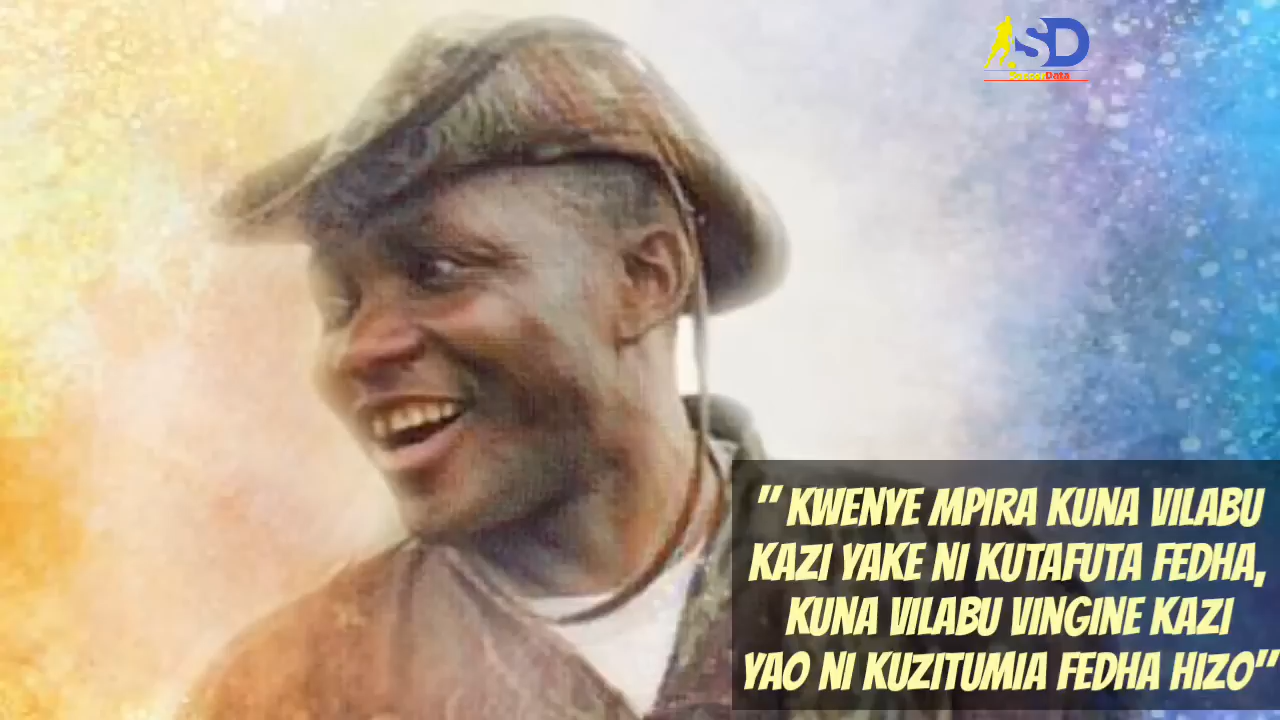 SD
" KWENYE MPIRA KUNA VILABU
KAZI YAKE NI KUTAFUTA FEDHA,
KUNA VILABU VINGINE KAZI
YAO NI KUZITUMIA FEDHA HIZO"